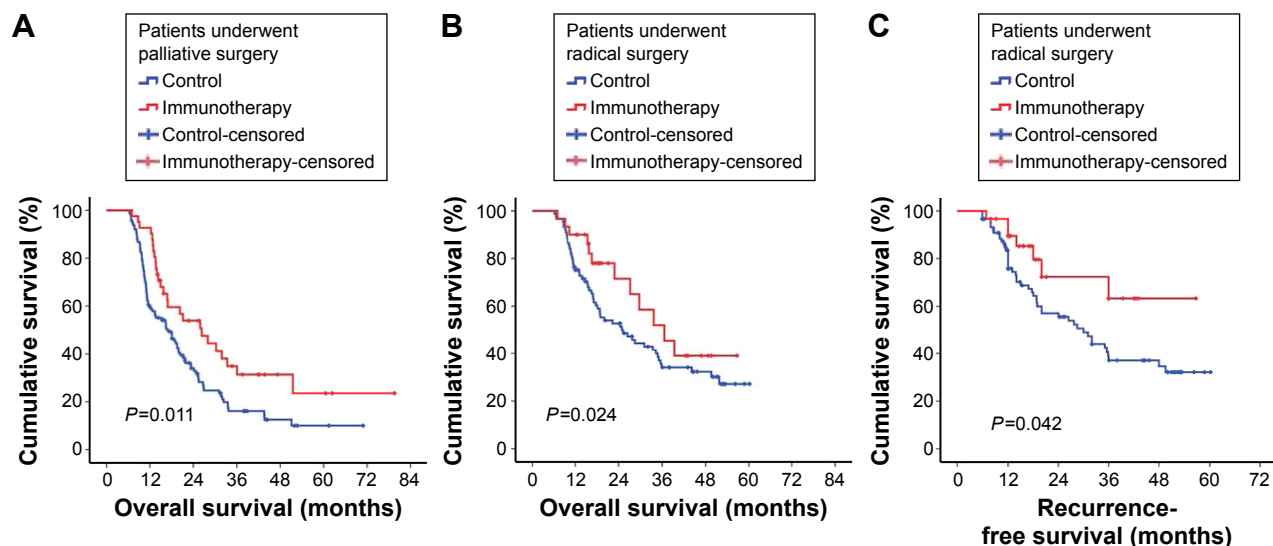 A
Patients underwent
palliative surgery
Control
Immunotherapy
Control-censored
Immunotherapy-censored
Cumulative survival (%)
100
80
60
40
20
0
P=0.011
0 12 24 36 48 60 72 84
Overall survival (months)
B
Patients underwent
radical surgery
Control
Immunotherapy
Control-censored
Immunotherapy-censored
Cumulative survival (%)
100
80
60
40
20
0
P=0.024
0 12 24 36 48 60 72 84
Overall survival (months)
C
Patients underwent
radical surgery
Control
Immunotherapy
Control-censored
Immunotherapy-censored
Cumulative survival (%)
100
80
60
40
20
0
P=0.042
0 12 24 36 48 60 72
Recurrence-
free survival (months)